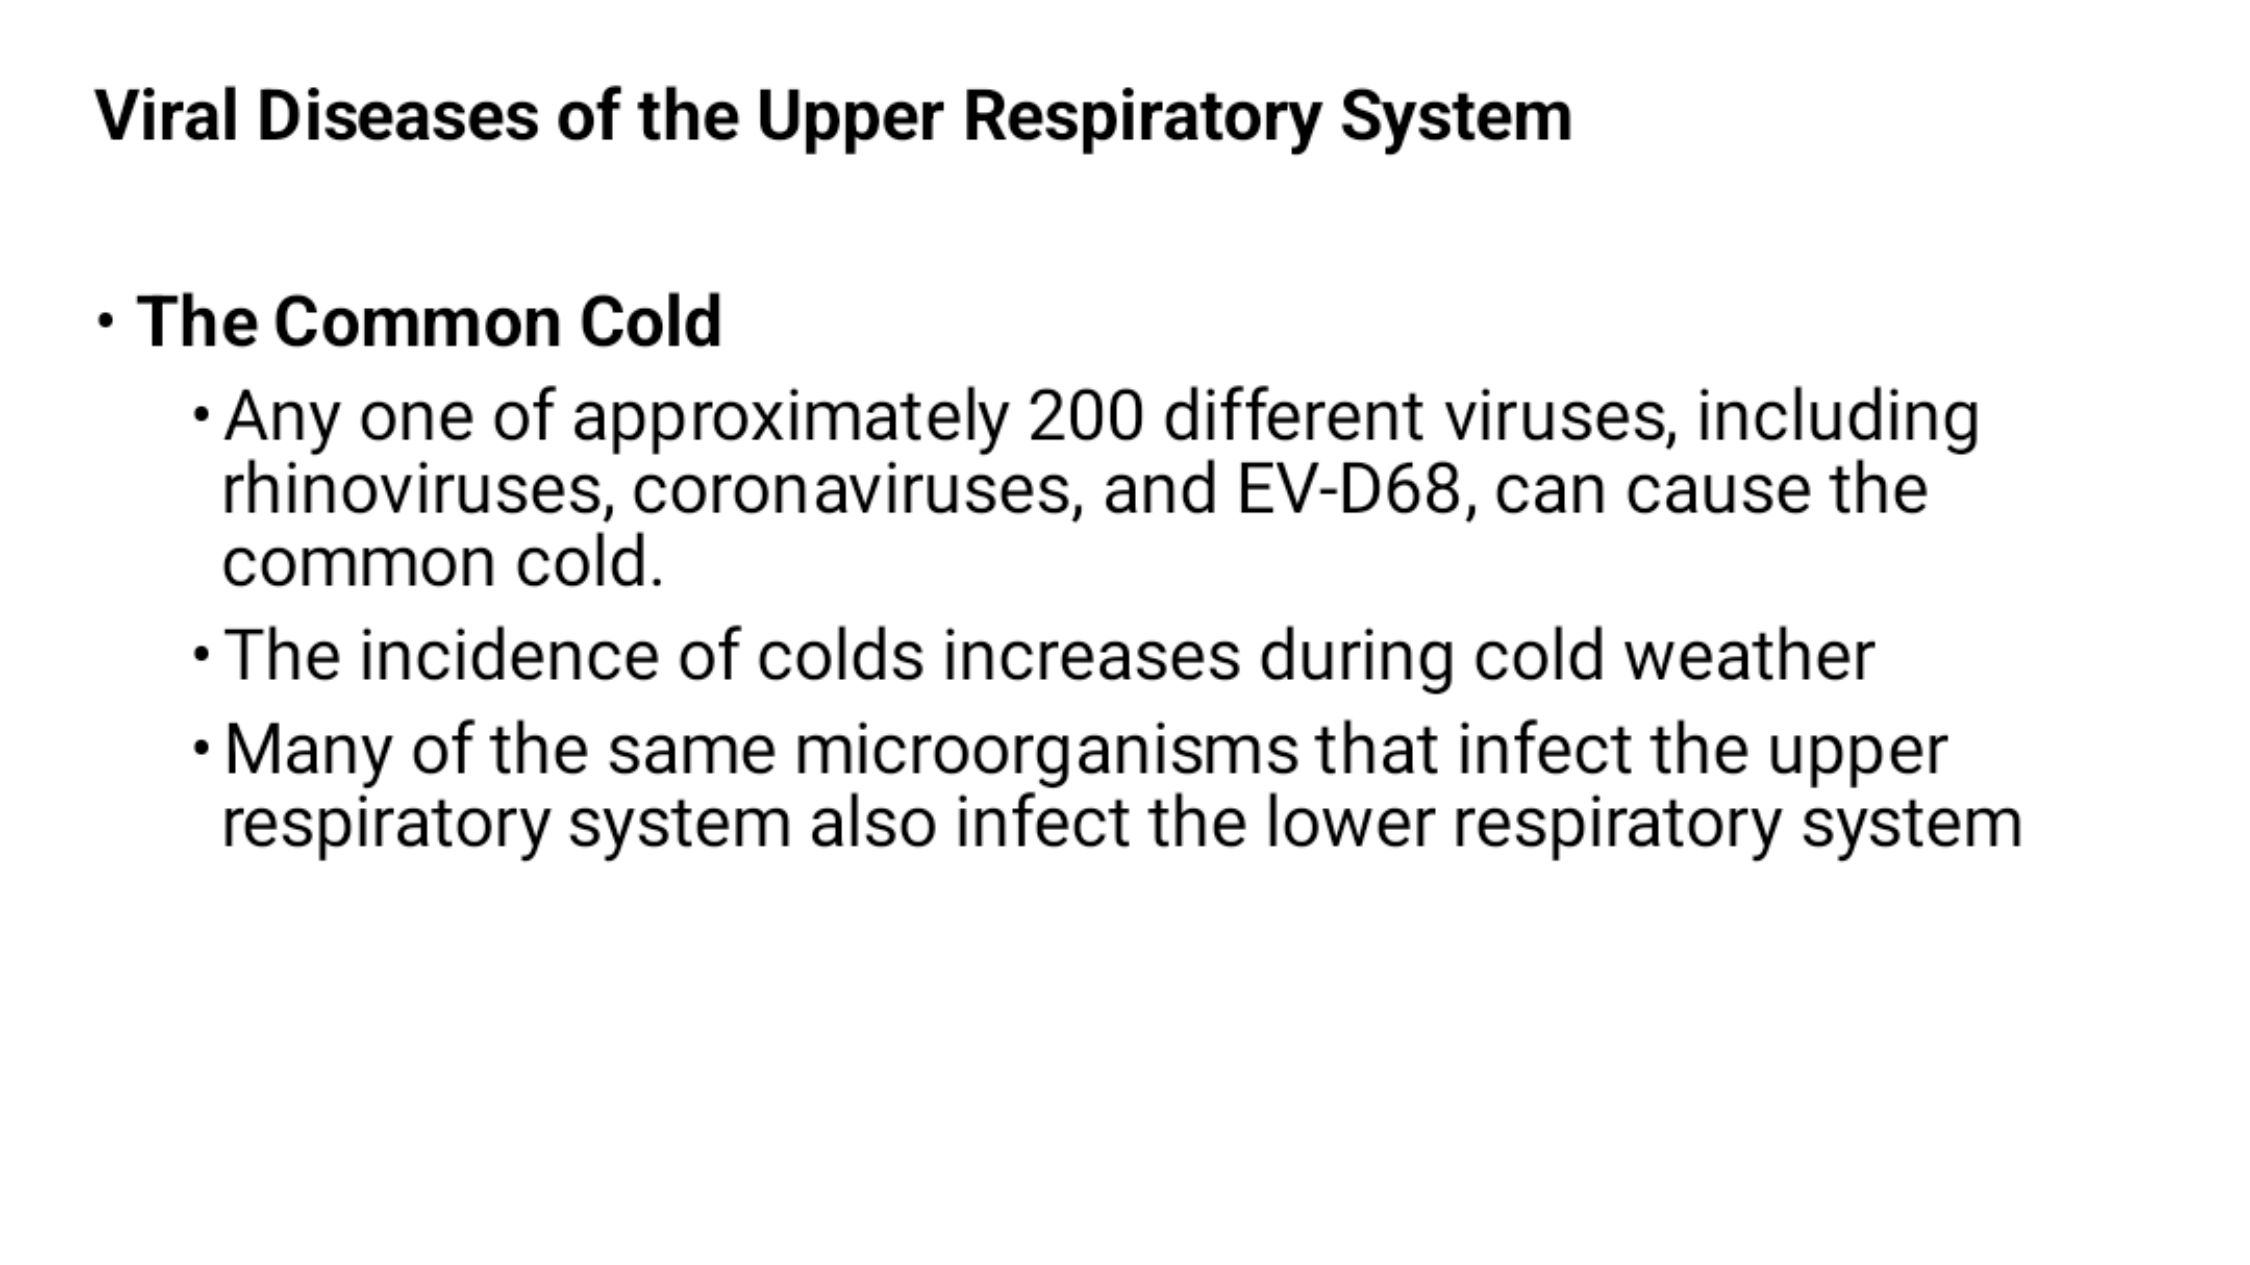 Viral Diseases of the Upper Respiratory System
• The Common Cold
• Any one of approximately 200 different viruses, including
rhinoviruses, coronaviruses, and EV-D68, can cause the
common cold.
• The incidence of colds increases during cold weather
• Many of the same microorganisms that infect the upper
respiratory system also infect the lower respiratory system